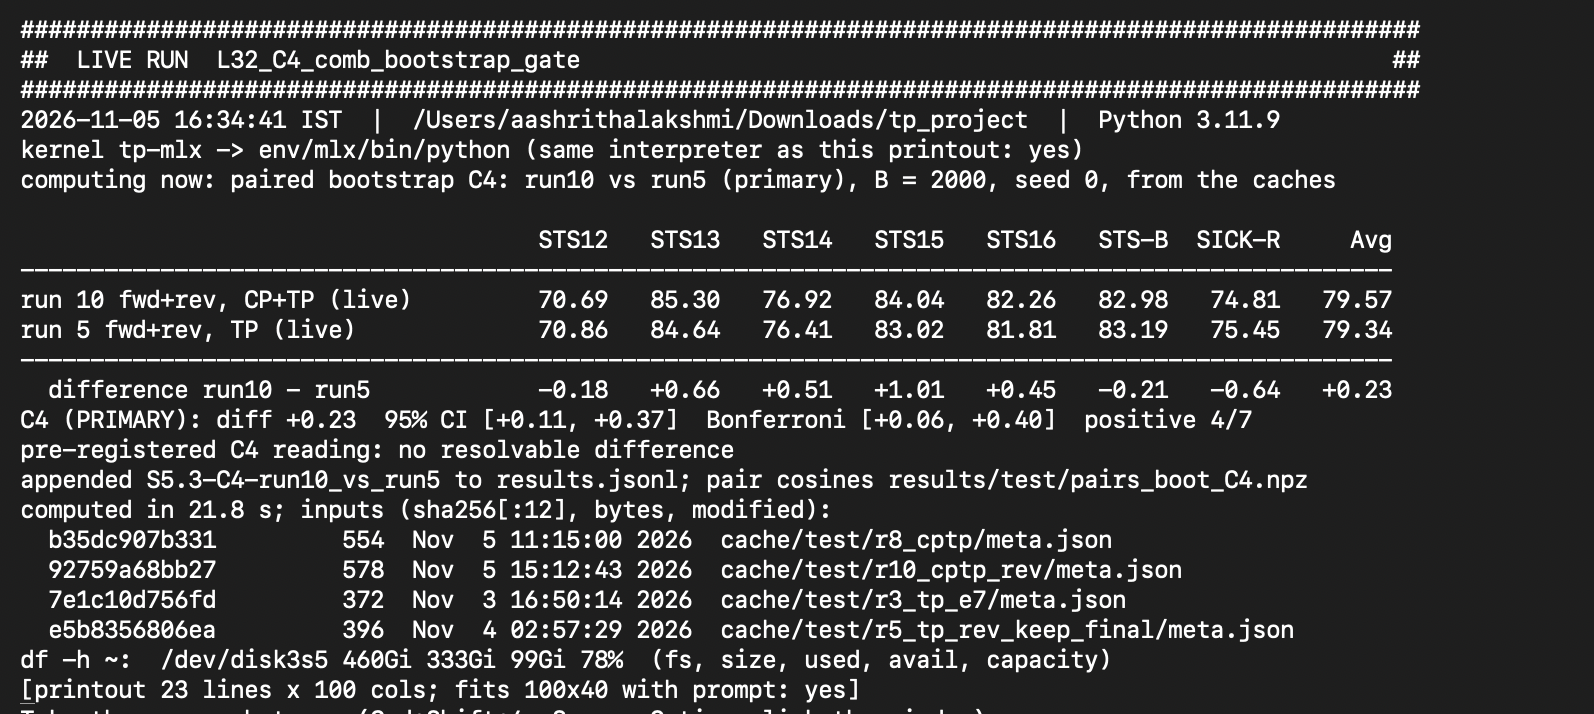 ####################################################################################################
##  LIVE RUN  L32_C4_comb_bootstrap_gate                                                          ##
####################################################################################################
2026-11-05 16:34:41 IST  |  /Users/aashrithalakshmi/Downloads/tp_project  |  Python 3.11.9
kernel tp-mlx -> env/mlx/bin/python (same interpreter as this printout: yes)
computing now: paired bootstrap C4: run10 vs run5 (primary), B = 2000, seed 0, from the caches
                                     STS12   STS13   STS14   STS15   STS16   STS-B  SICK-R     Avg
--------------------------------------------------------------------------------------------------
run 10 fwd+rev, CP+TP (live)         70.69   85.30   76.92   84.04   82.26   82.98   74.81   79.57
run 5 fwd+rev, TP (live)             70.86   84.64   76.41   83.02   81.81   83.19   75.45   79.34
--------------------------------------------------------------------------------------------------
  difference run10 - run5            -0.18   +0.66   +0.51   +1.01   +0.45   -0.21   -0.64   +0.23
C4 (PRIMARY): diff +0.23  95% CI [+0.11, +0.37]  Bonferroni [+0.06, +0.40]  positive 4/7
pre-registered C4 reading: no resolvable difference
appended S5.3-C4-run10_vs_run5 to results.jsonl; pair cosines results/test/pairs_boot_C4.npz
computed in 21.8 s; inputs (sha256[:12], bytes, modified):
  b35dc907b331         554  Nov  5 11:15:00 2026  cache/test/r8_cptp/meta.json
  92759a68bb27         578  Nov  5 15:12:43 2026  cache/test/r10_cptp_rev/meta.json
  7e1c10d756fd         372  Nov  3 16:50:14 2026  cache/test/r3_tp_e7/meta.json
  e5b8356806ea         396  Nov  4 02:57:29 2026  cache/test/r5_tp_rev_keep_final/meta.json
df -h ~:  /dev/disk3s5 460Gi 333Gi 99Gi 78%  (fs, size, used, avail, capacity)
[printout 23 lines x 100 cols; fits 100x40 with prompt: yes]